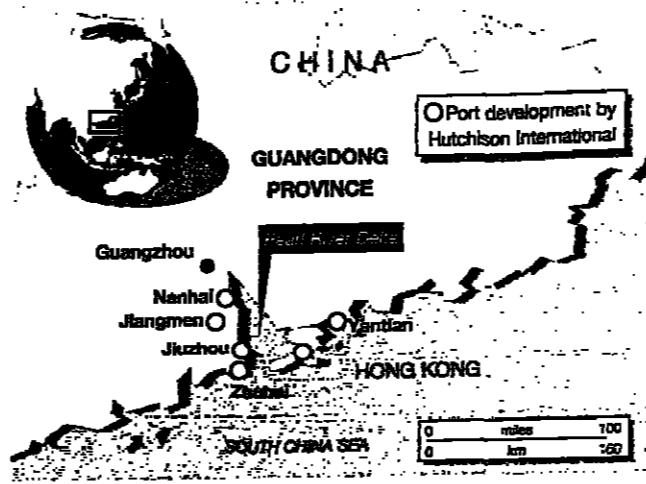 CHINA
Port development by
Hutchison International
GUANGDONG
PROVINCE
Pearl River Delta
Guangzhou
Nanhai
Jiangmen
Yantian
Jiuzhou
HONG KONG
Zhuhai
SOUTH CHINA SEA
0 miles 100
0 km 160